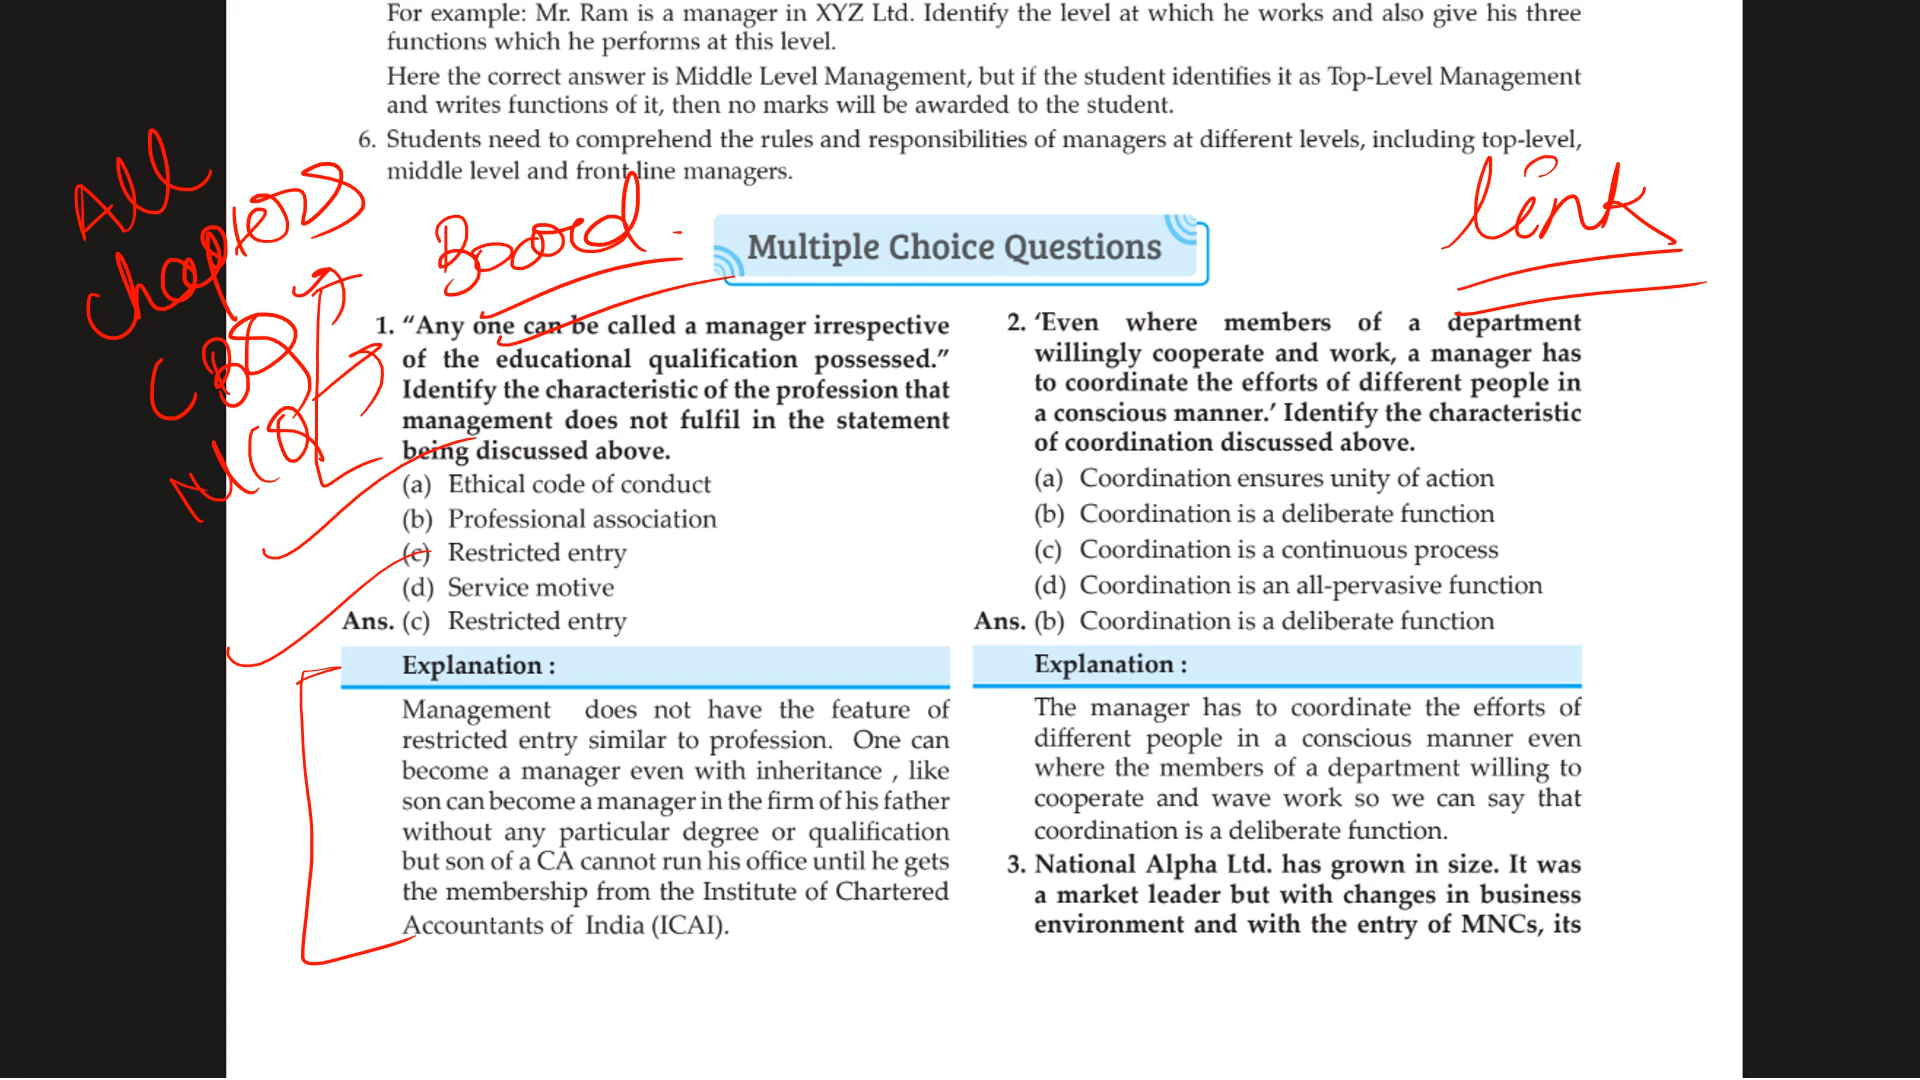 For example: Mr. Ram is a manager in XYZ Ltd. Identify the level at which he works and also give his three
functions which he performs at this level.
Here the correct answer is Middle Level Management, but if the student identifies it as Top-Level Management
and writes functions of it, then no marks will be awarded to the student.
6. Students need to comprehend the rules and responsibilities of managers at different levels, including top-level,
middle level and front line managers.
All
Chapters
CBQ
MCQ
Board
link
Multiple Choice Questions
1. “Any one can be called a manager irrespective
of the educational qualification possessed.”
Identify the characteristic of the profession that
management does not fulfil in the statement
being discussed above.
(a) Ethical code of conduct
(b) Professional association
(c) Restricted entry
(d) Service motive
Ans. (c) Restricted entry
Explanation :
Management does not have the feature of
restricted entry similar to profession. One can
become a manager even with inheritance , like
son can become a manager in the firm of his father
without any particular degree or qualification
but son of a CA cannot run his office until he gets
the membership from the Institute of Chartered
Accountants of India (ICAI).
2. ‘Even where members of a department
willingly cooperate and work, a manager has
to coordinate the efforts of different people in
a conscious manner.’ Identify the characteristic
of coordination discussed above.
(a) Coordination ensures unity of action
(b) Coordination is a deliberate function
(c) Coordination is a continuous process
(d) Coordination is an all-pervasive function
Ans. (b) Coordination is a deliberate function
Explanation :
The manager has to coordinate the efforts of
different people in a conscious manner even
where the members of a department willing to
cooperate and wave work so we can say that
coordination is a deliberate function.
3. National Alpha Ltd. has grown in size. It was
a market leader but with changes in business
environment and with the entry of MNCs, its